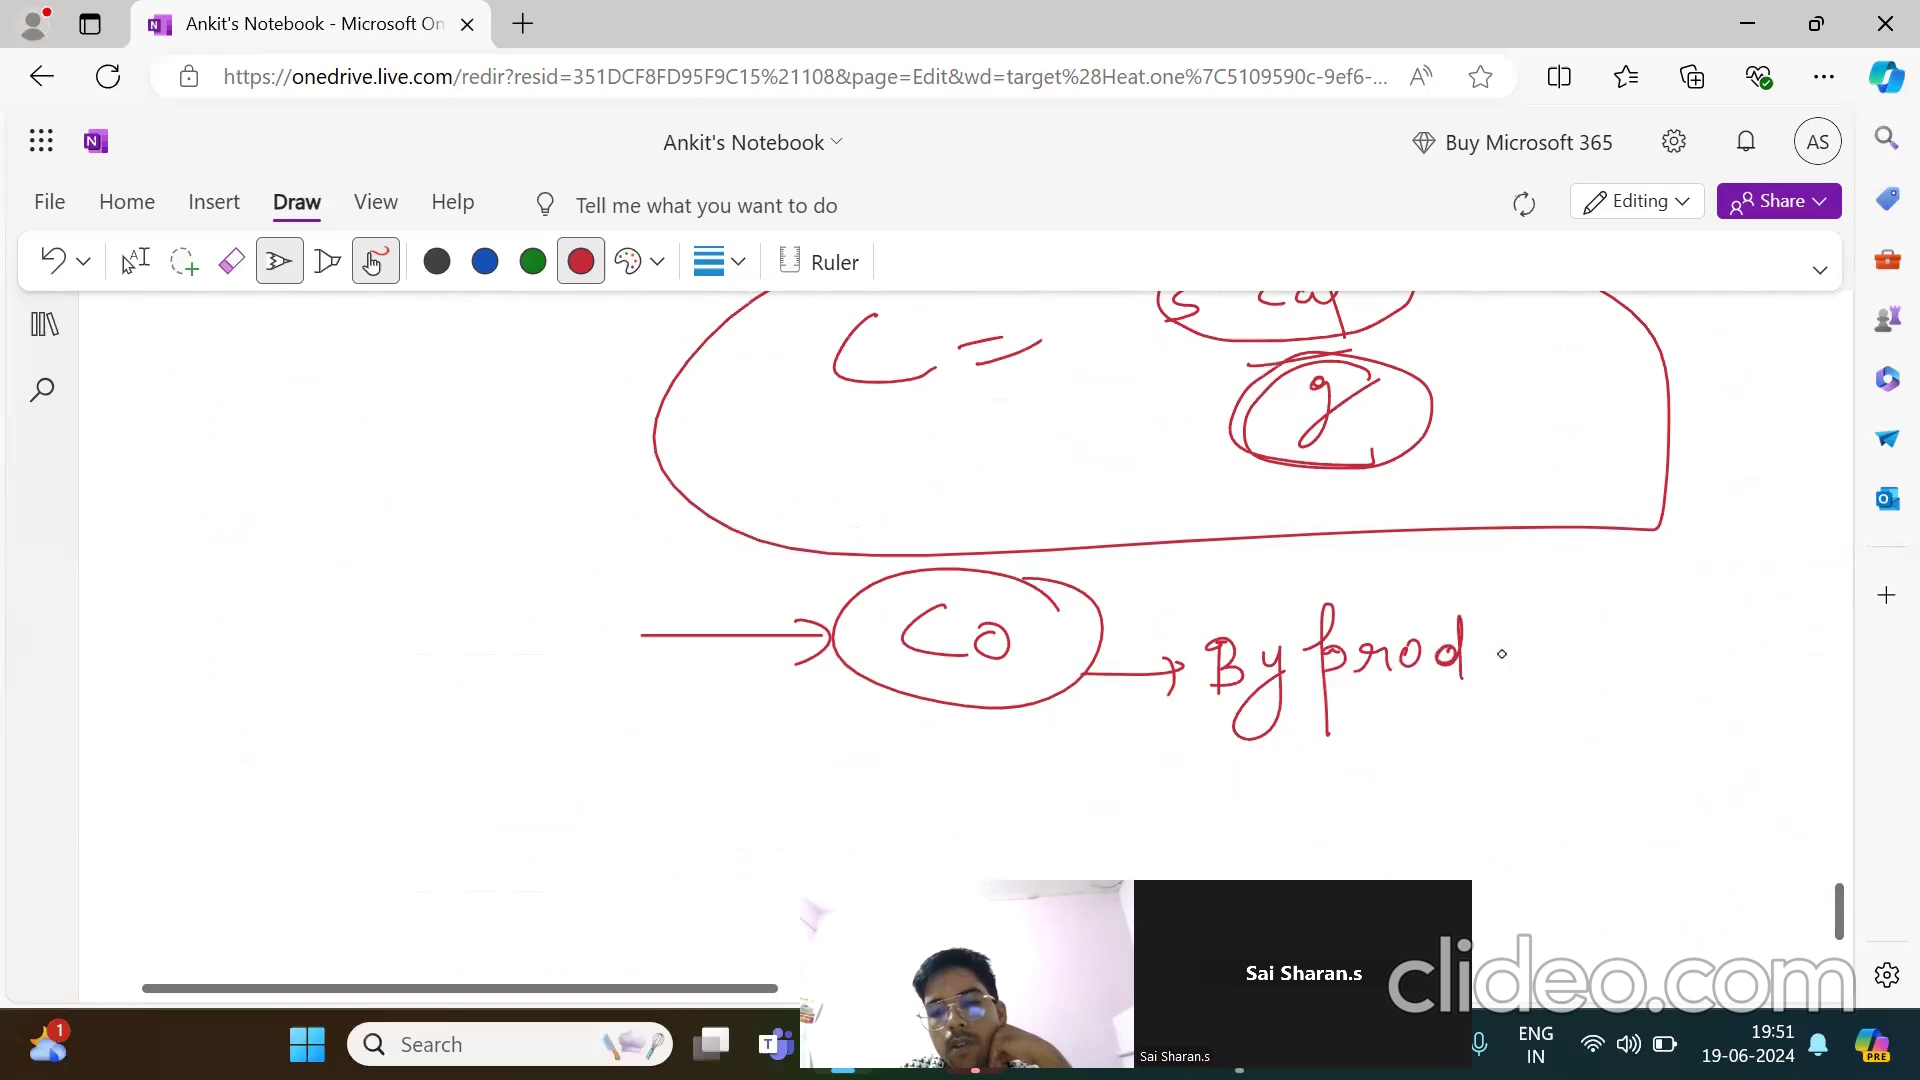 Ankit's Notebook - Microsoft On
https://onedrive.live.com/redir?resid=351DCF8FD95F9C15%21108&page=Edit&wd=target%28Heat.one%7C5109590c-9ef6-...
Ankit's Notebook
Buy Microsoft 365
AS
File Home Insert Draw View Help
Tell me what you want to do
Editing
Share
Ruler
C =
g
CO
By prod
Sai Sharan.s
clideo.com
Sai Sharan.s
1
Search
ENG
IN
19:51
19-06-2024
PRE